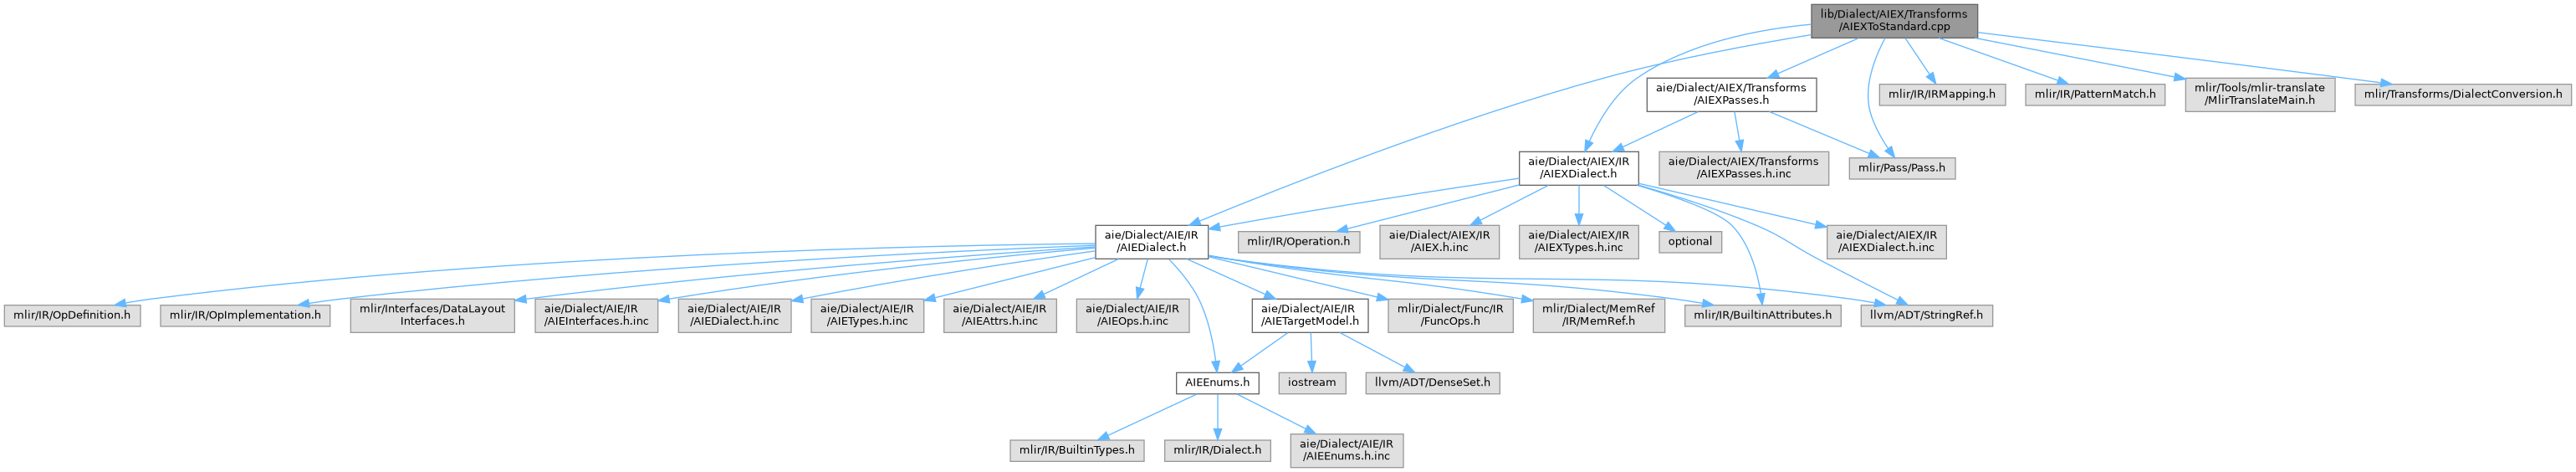 lib/Dialect/AIEX/Transforms
/AIEXToStandard.cpp
aie/Dialect/AIEX/Transforms
/AIEXPasses.h
mlir/IR/IRMapping.h
mlir/IR/PatternMatch.h
mlir/Tools/mlir-translate
/MlirTranslateMain.h
mlir/Transforms/DialectConversion.h
aie/Dialect/AIEX/IR
/AIEXDialect.h
aie/Dialect/AIEX/Transforms
/AIEXPasses.h.inc
mlir/Pass/Pass.h
aie/Dialect/AIE/IR
/AIEDialect.h
mlir/IR/Operation.h
aie/Dialect/AIEX/IR
/AIEX.h.inc
aie/Dialect/AIEX/IR
/AIEXTypes.h.inc
optional
aie/Dialect/AIEX/IR
/AIEXDialect.h.inc
mlir/IR/OpDefinition.h
mlir/IR/OpImplementation.h
mlir/Interfaces/DataLayout
Interfaces.h
aie/Dialect/AIE/IR
/AIEInterfaces.h.inc
aie/Dialect/AIE/IR
/AIEDialect.h.inc
aie/Dialect/AIE/IR
/AIETypes.h.inc
aie/Dialect/AIE/IR
/AIEAttrs.h.inc
aie/Dialect/AIE/IR
/AIEOps.h.inc
aie/Dialect/AIE/IR
/AIETargetModel.h
mlir/Dialect/Func/IR
/FuncOps.h
mlir/Dialect/MemRef
/IR/MemRef.h
mlir/IR/BuiltinAttributes.h
llvm/ADT/StringRef.h
AIEEnums.h
iostream
llvm/ADT/DenseSet.h
mlir/IR/BuiltinTypes.h
mlir/IR/Dialect.h
aie/Dialect/AIE/IR
/AIEEnums.h.inc